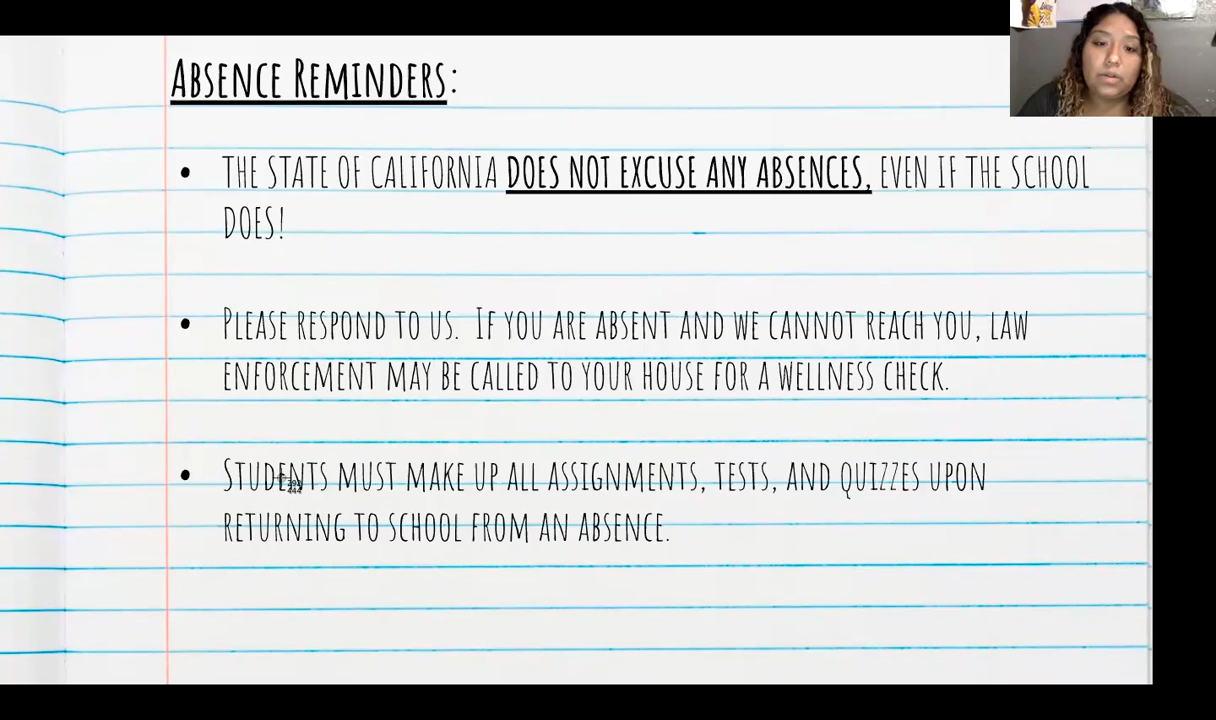 Absence Reminders:
• THE STATE OF CALIFORNIA DOES NOT EXCUSE ANY ABSENCES, EVEN IF THE SCHOOL
DOES!
• Please respond to us. If you are absent and we cannot reach you, law
enforcement may be called to your house for a wellness check.
• Students must make up all assignments, tests, and quizzes upon
returning to school from an absence.